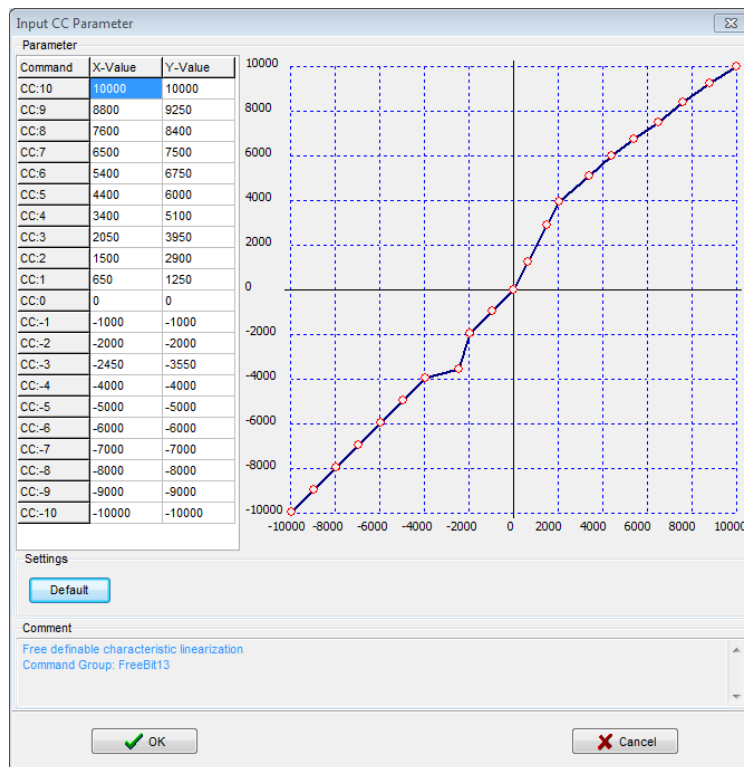 Input CC Parameter
Parameter
Command X-Value Y-Value
CC:10 10000 10000
CC:9 8800 9250
CC:8 7600 8400
CC:7 6500 7500
CC:6 5400 6750
CC:5 4400 6000
CC:4 3400 5100
CC:3 2050 3950
CC:2 1500 2900
CC:1 650 1250
CC:0 0 0
CC:-1 -1000 -1000
CC:-2 -2000 -2000
CC:-3 -2450 -3550
CC:-4 -4000 -4000
CC:-5 -5000 -5000
CC:-6 -6000 -6000
CC:-7 -7000 -7000
CC:-8 -8000 -8000
CC:-9 -9000 -9000
CC:-10 -10000 -10000
10000
8000
6000
4000
2000
0
-2000
-4000
-6000
-8000
-10000
-10000 -8000 -6000 -4000 -2000 0 2000 4000 6000 8000 10000
Settings
Default
Comment
Free definable characteristic linearization
Command Group: FreeBit13
OK Cancel